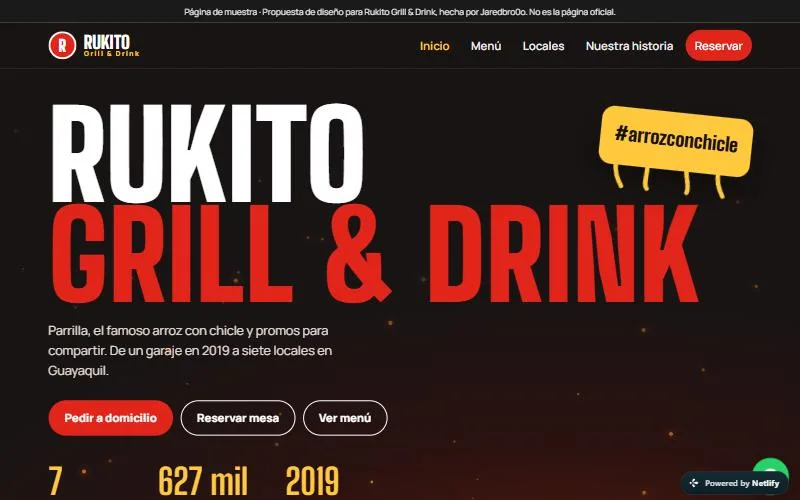 Página de muestra · Propuesta de diseño para Rukito Grill & Drink, hecha por Jaredbro0o. No es la página oficial.
R
RUKITO
Grill & Drink
Inicio
Menú
Locales
Nuestra historia
Reservar
RUKITO
GRILL & DRINK
#arrozconchicle
Parrilla, el famoso arroz con chicle y promos para
compartir. De un garaje en 2019 a siete locales en
Guayaquil.
Pedir a domicilio
Reservar mesa
Ver menú
7
627 mil
2019
Powered by Netlify